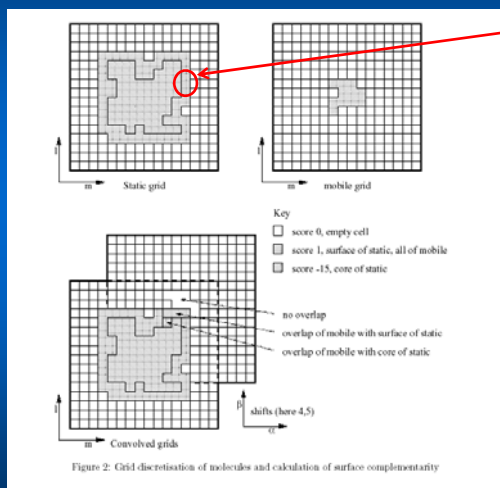 l
m
Static grid
l
m
mobile grid
Key
score 0, empty cell
score 1, surface of static, all of mobile
score -15, core of static
no overlap
overlap of mobile with surface of static
overlap of mobile with core of static
l
m
Convolved grids
β
shifts (here 4,5)
α
Figure 2: Grid discretisation of molecules and calculation of surface complementarity